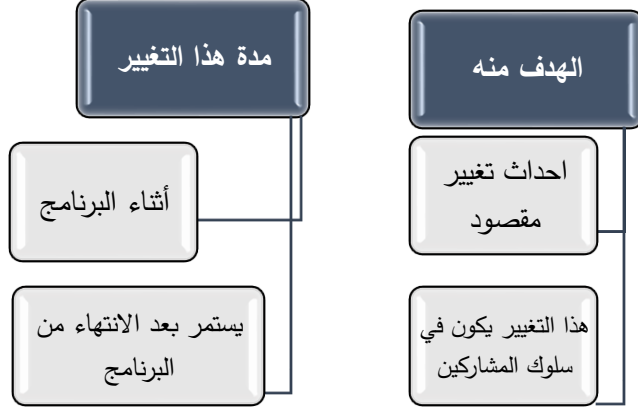 الهدف منه
احداث تغيير
مقصود
هذا التغيير يكون في
سلوك المشاركين
مدة هذا التغيير
أثناء البرنامج
يستمر بعد الانتهاء من
البرنامج